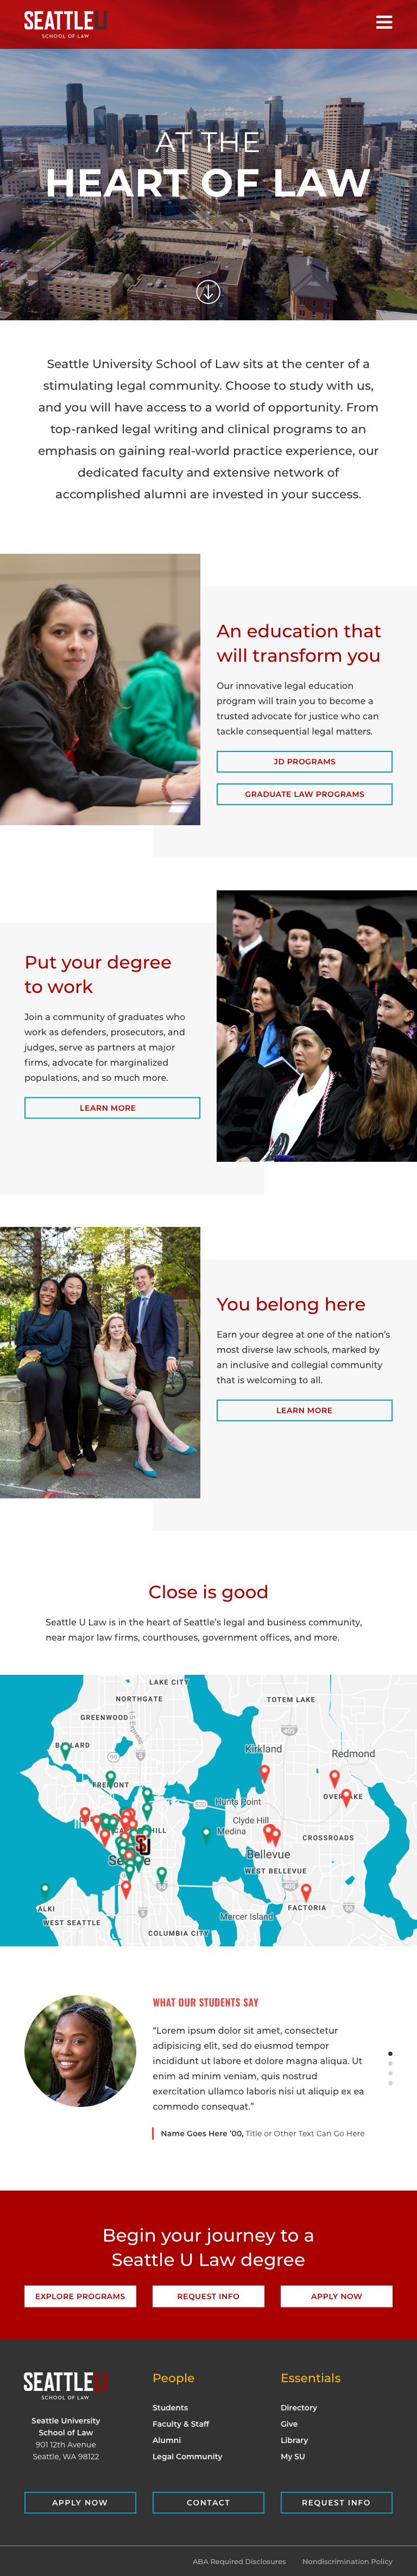 SEATTLEU
SCHOOL OF LAW
AT THE
HEART OF LAW
Seattle University School of Law sits at the center of a
stimulating legal community. Choose to study with us,
and you will have access to a world of opportunity. From
top-ranked legal writing and clinical programs to an
emphasis on gaining real-world practice experience, our
dedicated faculty and extensive network of
accomplished alumni are invested in your success.
An education that
will transform you
Our innovative legal education
program will train you to become a
trusted advocate for justice who can
tackle consequential legal matters.
JD PROGRAMS
GRADUATE LAW PROGRAMS
Put your degree
to work
Join a community of graduates who
work as defenders, prosecutors, and
judges, serve as partners at major
firms, advocate for marginalized
populations, and so much more.
LEARN MORE
You belong here
Earn your degree at one of the nation's
most diverse law schools, marked by
an inclusive and collegial community
that is welcoming to all.
LEARN MORE
Close is good
Seattle U Law is in the heart of Seattle's legal and business community,
near major law firms, courthouses, government offices, and more.
LAKE CITY
NORTHGATE
TOTEM LAKE
GREENWOOD
I-5 Express
Kirkland
Redmond
99
5
405
FREMONT
520
Hunts Point
Clyde Hill
Medina
CROSSROADS
Bellevue
WEST BELLEVUE
90
405
FACTORIA
90
ALKI
WEST SEATTLE
5
Mercer Island
COLUMBIA CITY
WHAT OUR STUDENTS SAY
“Lorem ipsum dolor sit amet, consectetur
adipisicing elit, sed do eiusmod tempor
incididunt ut labore et dolore magna aliqua. Ut
enim ad minim veniam, quis nostrud
exercitation ullamco laboris nisi ut aliquip ex ea
commodo consequat.”
Name Goes Here '00, Title or Other Text Can Go Here
Begin your journey to a
Seattle U Law degree
EXPLORE PROGRAMS
REQUEST INFO
APPLY NOW
SEATTLEU
SCHOOL OF LAW
Seattle University
School of Law
901 12th Avenue
Seattle, WA 98122
People
Students
Faculty & Staff
Alumni
Legal Community
Essentials
Directory
Give
Library
My SU
APPLY NOW
CONTACT
REQUEST INFO
ABA Required Disclosures
Nondiscrimination Policy